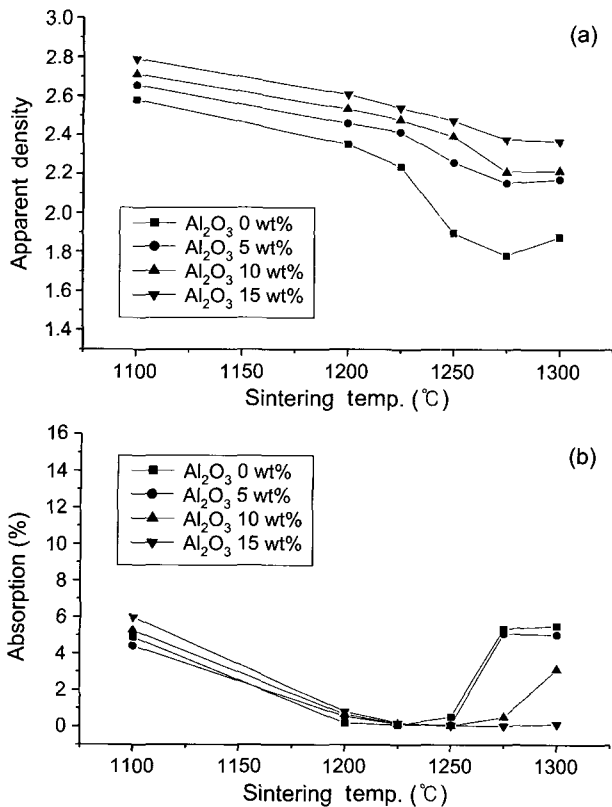 (a)
3.0
2.8
2.6
2.4
2.2
2.0
1.8
1.6
1.4
Apparent density
Al₂O₃ 0 wt%
Al₂O₃ 5 wt%
Al₂O₃ 10 wt%
Al₂O₃ 15 wt%
1100 1150 1200 1250 1300
Sintering temp. (℃)
(b)
16
14
12
10
8
6
4
2
0
Absorption (%)
Al₂O₃ 0 wt%
Al₂O₃ 5 wt%
Al₂O₃ 10 wt%
Al₂O₃ 15 wt%
1100 1150 1200 1250 1300
Sintering temp. (℃)